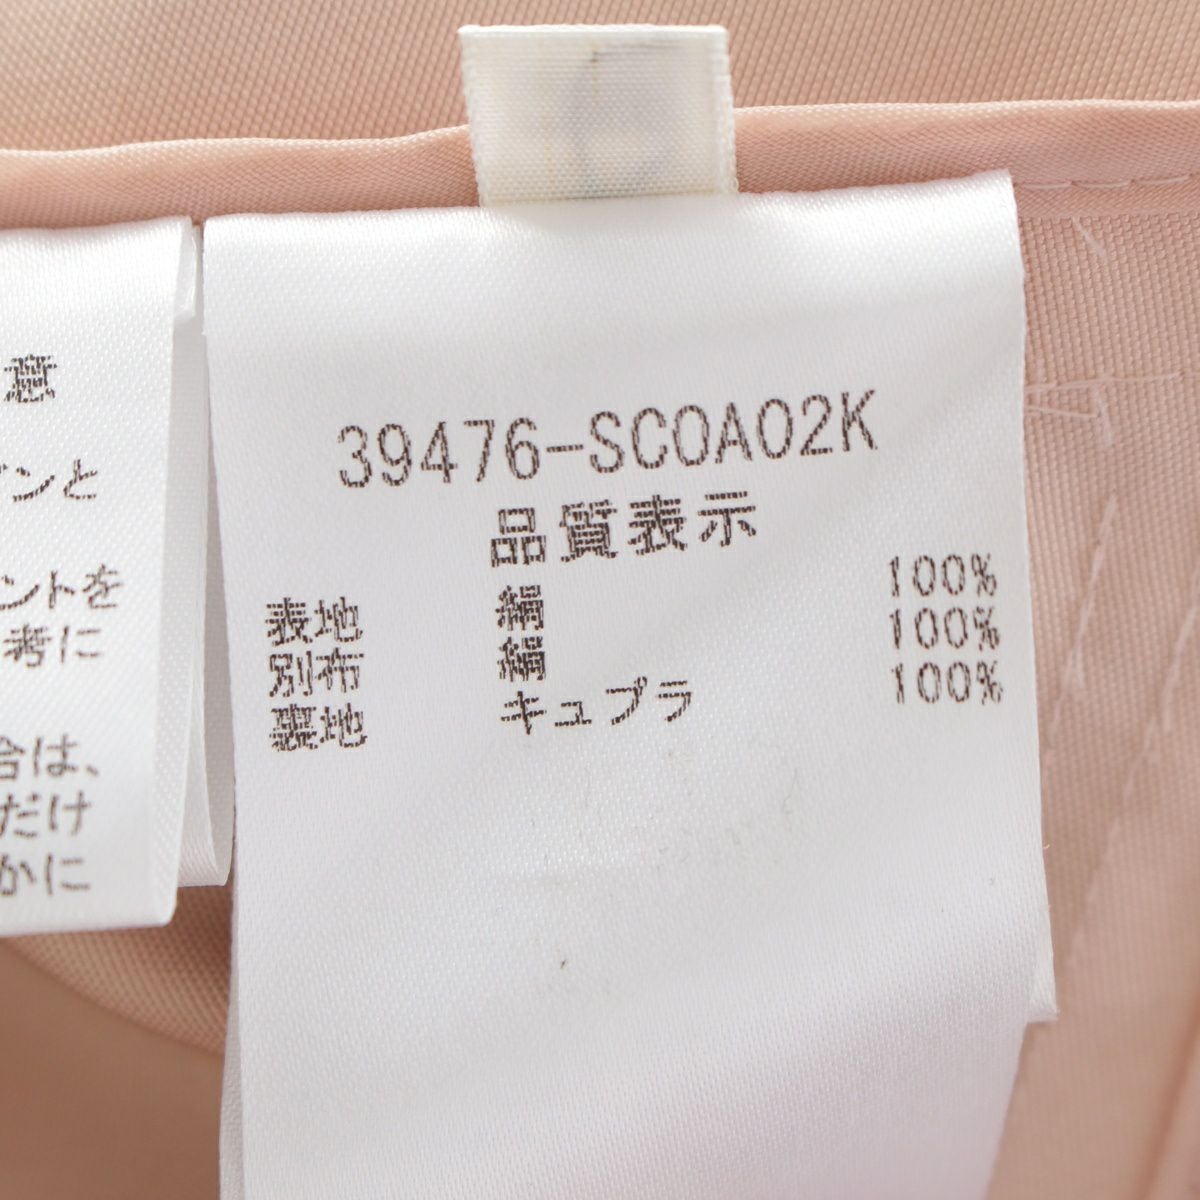 意
ンと
ントを
考に
合は、
だけ
かに
39476-SCOA02K
品質表示
表地 絹 100%
別布 絹 100%
裏地 キュプラ 100%